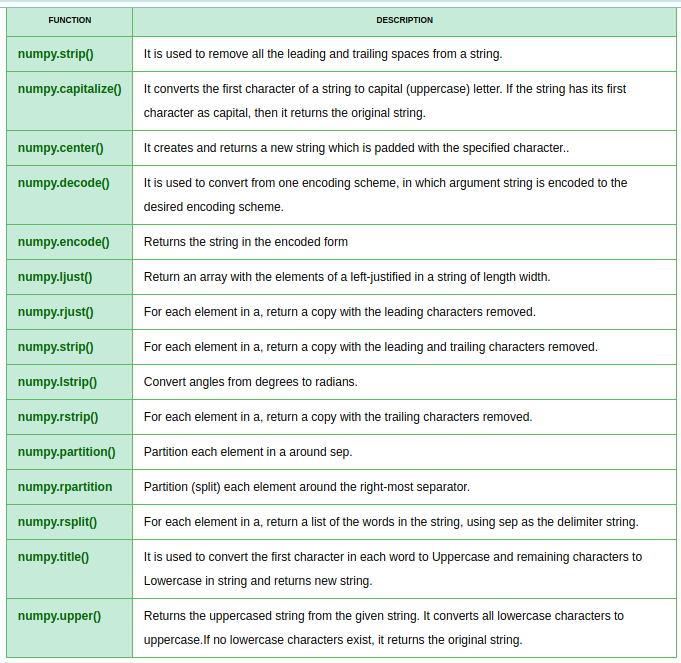 FUNCTION DESCRIPTION
numpy.strip() It is used to remove all the leading and trailing spaces from a string.
numpy.capitalize() It converts the first character of a string to capital (uppercase) letter. If the string has its first
character as capital, then it returns the original string.
numpy.center() It creates and returns a new string which is padded with the specified character..
numpy.decode() It is used to convert from one encoding scheme, in which argument string is encoded to the
desired encoding scheme.
numpy.encode() Returns the string in the encoded form
numpy.ljust() Return an array with the elements of a left-justified in a string of length width.
numpy.rjust() For each element in a, return a copy with the leading characters removed.
numpy.strip() For each element in a, return a copy with the leading and trailing characters removed.
numpy.lstrip() Convert angles from degrees to radians.
numpy.rstrip() For each element in a, return a copy with the trailing characters removed.
numpy.partition() Partition each element in a around sep.
numpy.rpartition Partition (split) each element around the right-most separator.
numpy.rsplit() For each element in a, return a list of the words in the string, using sep as the delimiter string.
numpy.title() It is used to convert the first character in each word to Uppercase and remaining characters to
Lowercase in string and returns new string.
numpy.upper() Returns the uppercased string from the given string. It converts all lowercase characters to
uppercase.If no lowercase characters exist, it returns the original string.